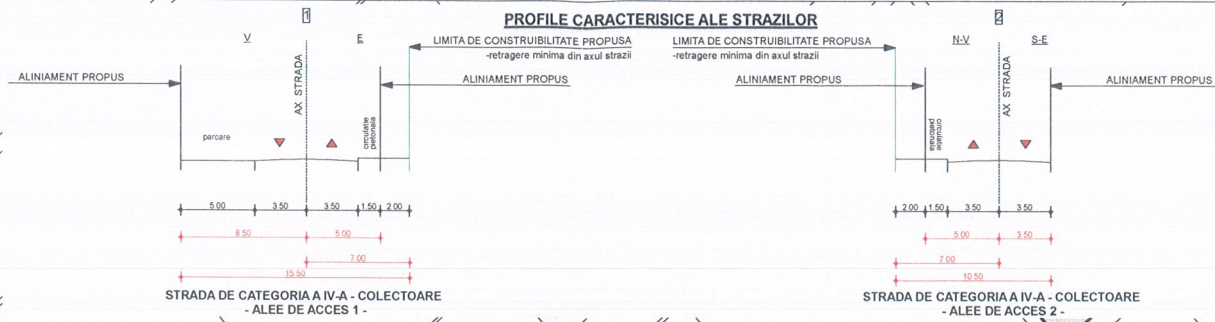 PROFILE CARACTERISICE ALE STRAZILOR
1
V
E
AX STRADA
LIMITA DE CONSTRUIBILITATE PROPUSA
-retragere minima din axul strazii
ALINIAMENT PROPUS
ALINIAMENT PROPUS
parcare
circulatie
pietonala
5.00
3.50
3.50
1.50
2.00
8.50
5.00
7.00
15.50
STRADA DE CATEGORIA A IV-A - COLECTOARE
- ALEE DE ACCES 1 -
2
N-V
S-E
AX STRADA
LIMITA DE CONSTRUIBILITATE PROPUSA
-retragere minima din axul strazii
ALINIAMENT PROPUS
ALINIAMENT PROPUS
circulatie
pietonala
2.00
1.50
3.50
3.50
5.00
3.50
7.00
10.50
STRADA DE CATEGORIA A IV-A - COLECTOARE
- ALEE DE ACCES 2 -